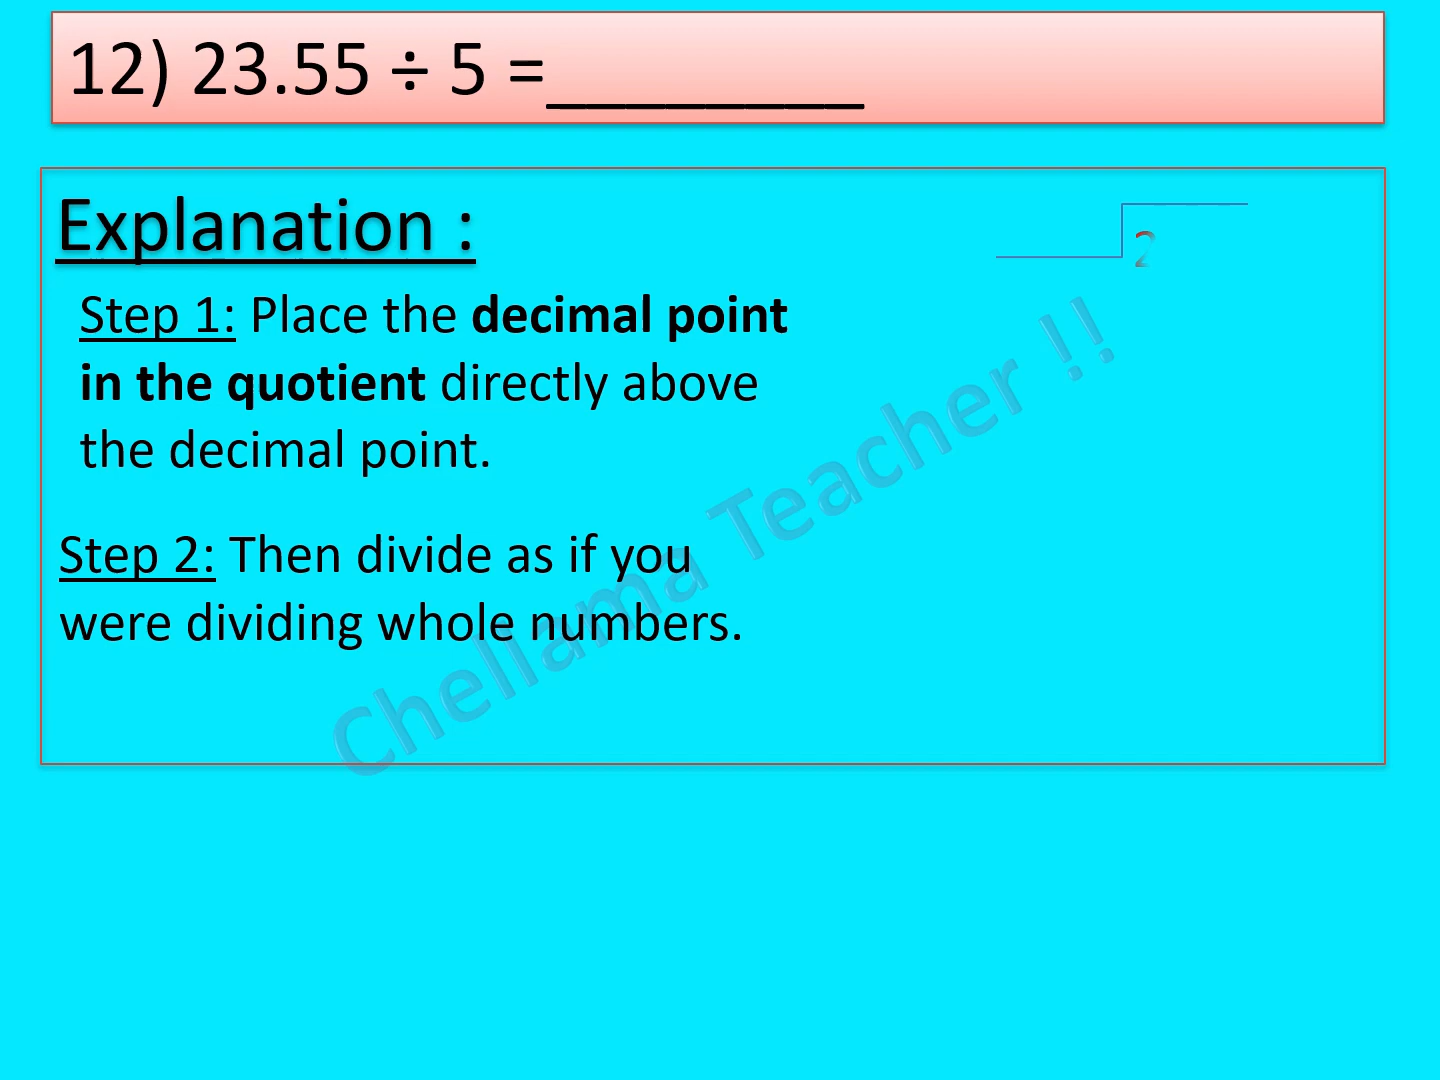 12) 23.55 ÷ 5 =________
Explanation :
2
Step 1: Place the decimal point
in the quotient directly above
the decimal point.
Step 2: Then divide as if you
were dividing whole numbers.
Chellama Teacher !!